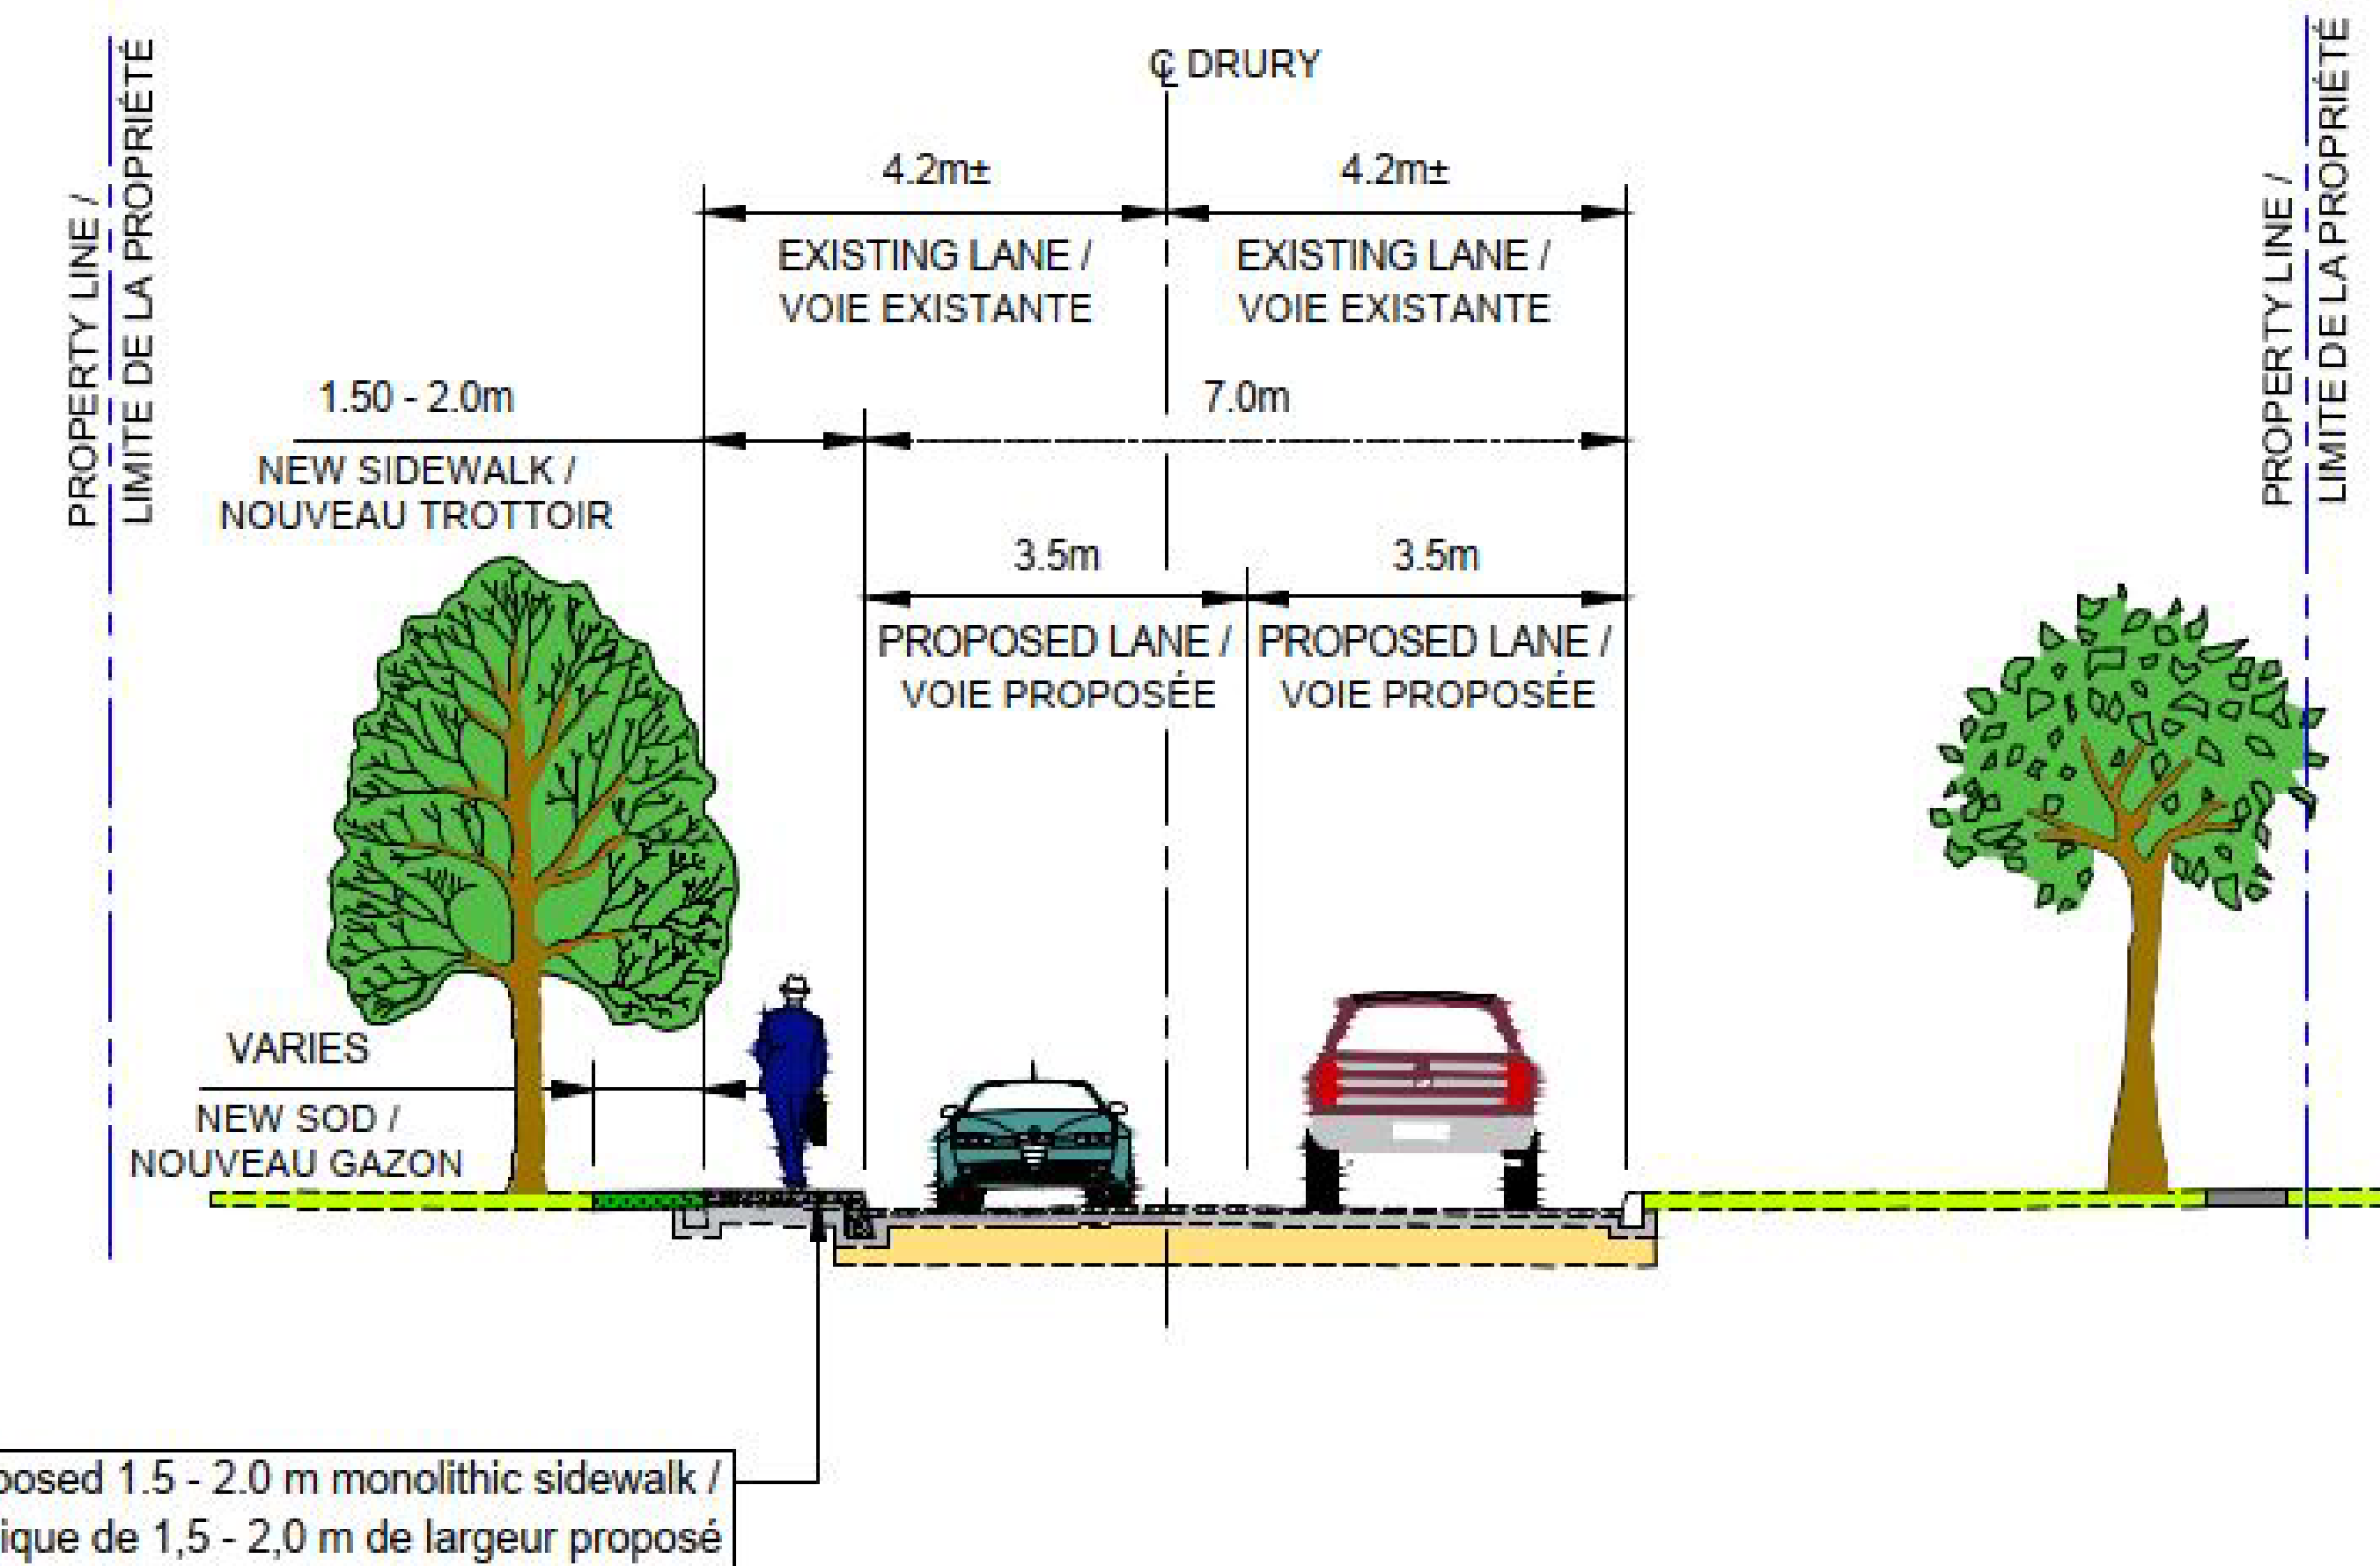 ℄ DRURY
PROPERTY LINE /
LIMITE DE LA PROPRIÉTÉ
PROPERTY LINE /
LIMITE DE LA PROPRIÉTÉ
4.2m±
4.2m±
EXISTING LANE /
VOIE EXISTANTE
EXISTING LANE /
VOIE EXISTANTE
1.50 - 2.0m
7.0m
NEW SIDEWALK /
NOUVEAU TROTTOIR
3.5m
3.5m
PROPOSED LANE /
VOIE PROPOSÉE
PROPOSED LANE /
VOIE PROPOSÉE
VARIES
NEW SOD /
NOUVEAU GAZON
posed 1.5 - 2.0 m monolithic sidewalk /
ique de 1,5 - 2,0 m de largeur proposé